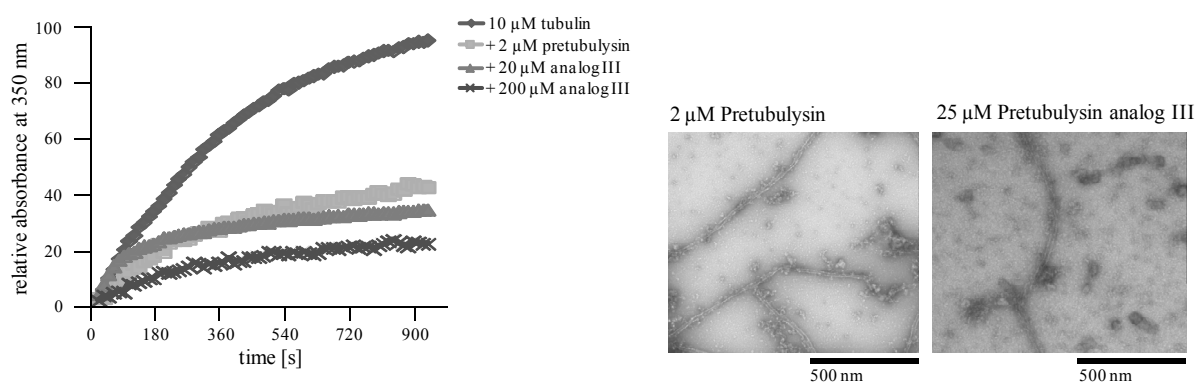 relative absorbance at 350 nm
100
80
60
40
20
0
0 180 360 540 720 900
time [s]
10 µM tubulin
+ 2 µM pretubulysin
+ 20 µM analog III
+ 200 µM analog III
2 µM Pretubulysin
25 µM Pretubulysin analog III
500 nm
500 nm